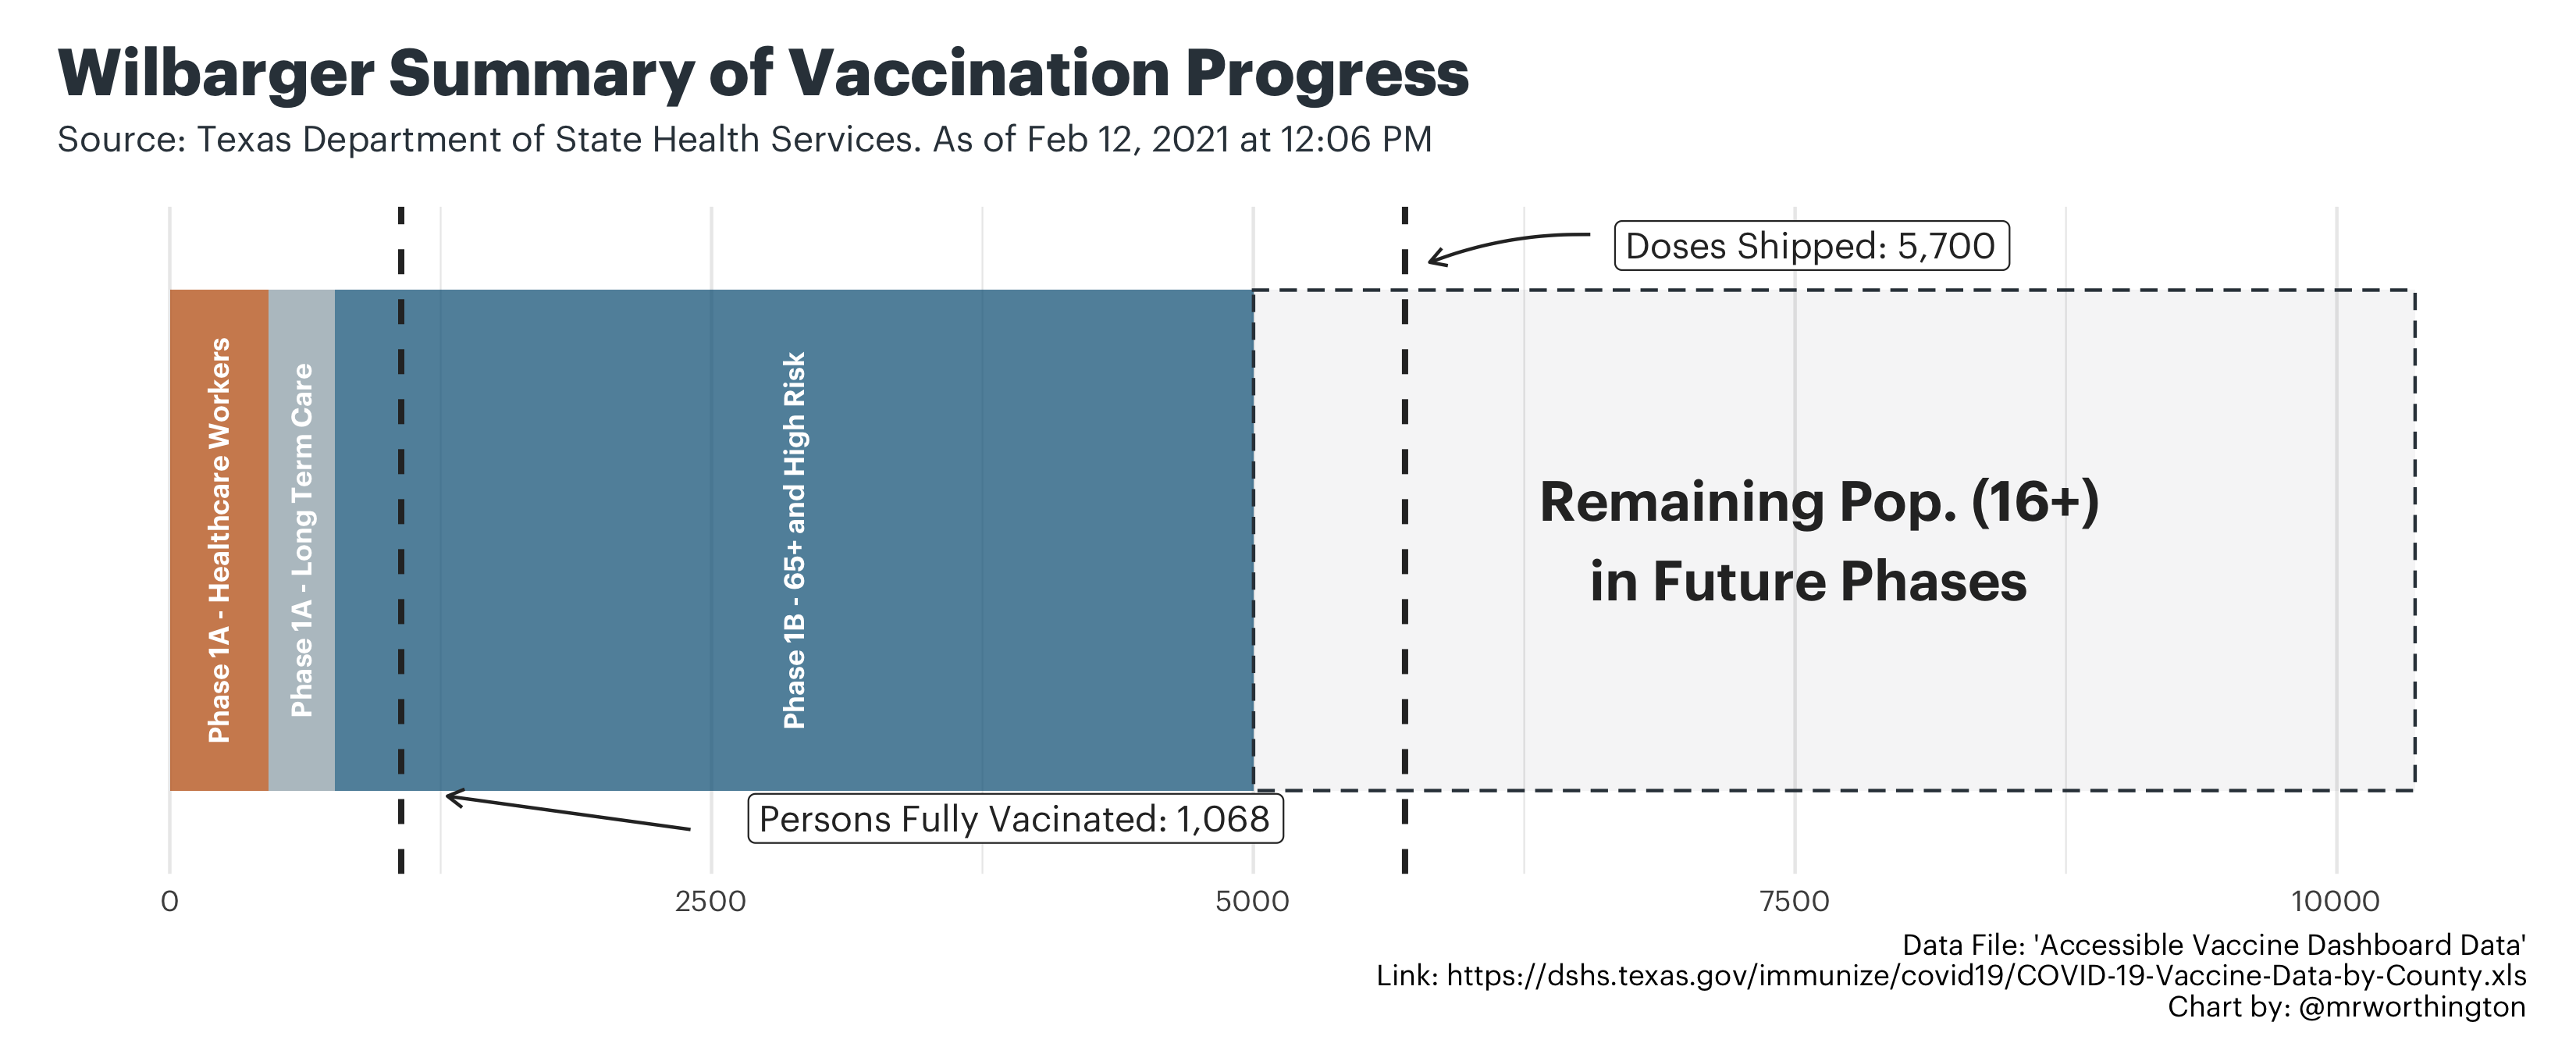 Wilbarger Summary of Vaccination Progress
Source: Texas Department of State Health Services. As of Feb 12, 2021 at 12:06 PM
Doses Shipped: 5,700
Phase 1A - Healthcare Workers
Phase 1A - Long Term Care
Phase 1B - 65+ and High Risk
Remaining Pop. (16+)
in Future Phases
Persons Fully Vacinated: 1,068
0 2500 5000 7500 10000
Data File: 'Accessible Vaccine Dashboard Data'
Link: https://dshs.texas.gov/immunize/covid19/COVID-19-Vaccine-Data-by-County.xls
Chart by: @mrworthington